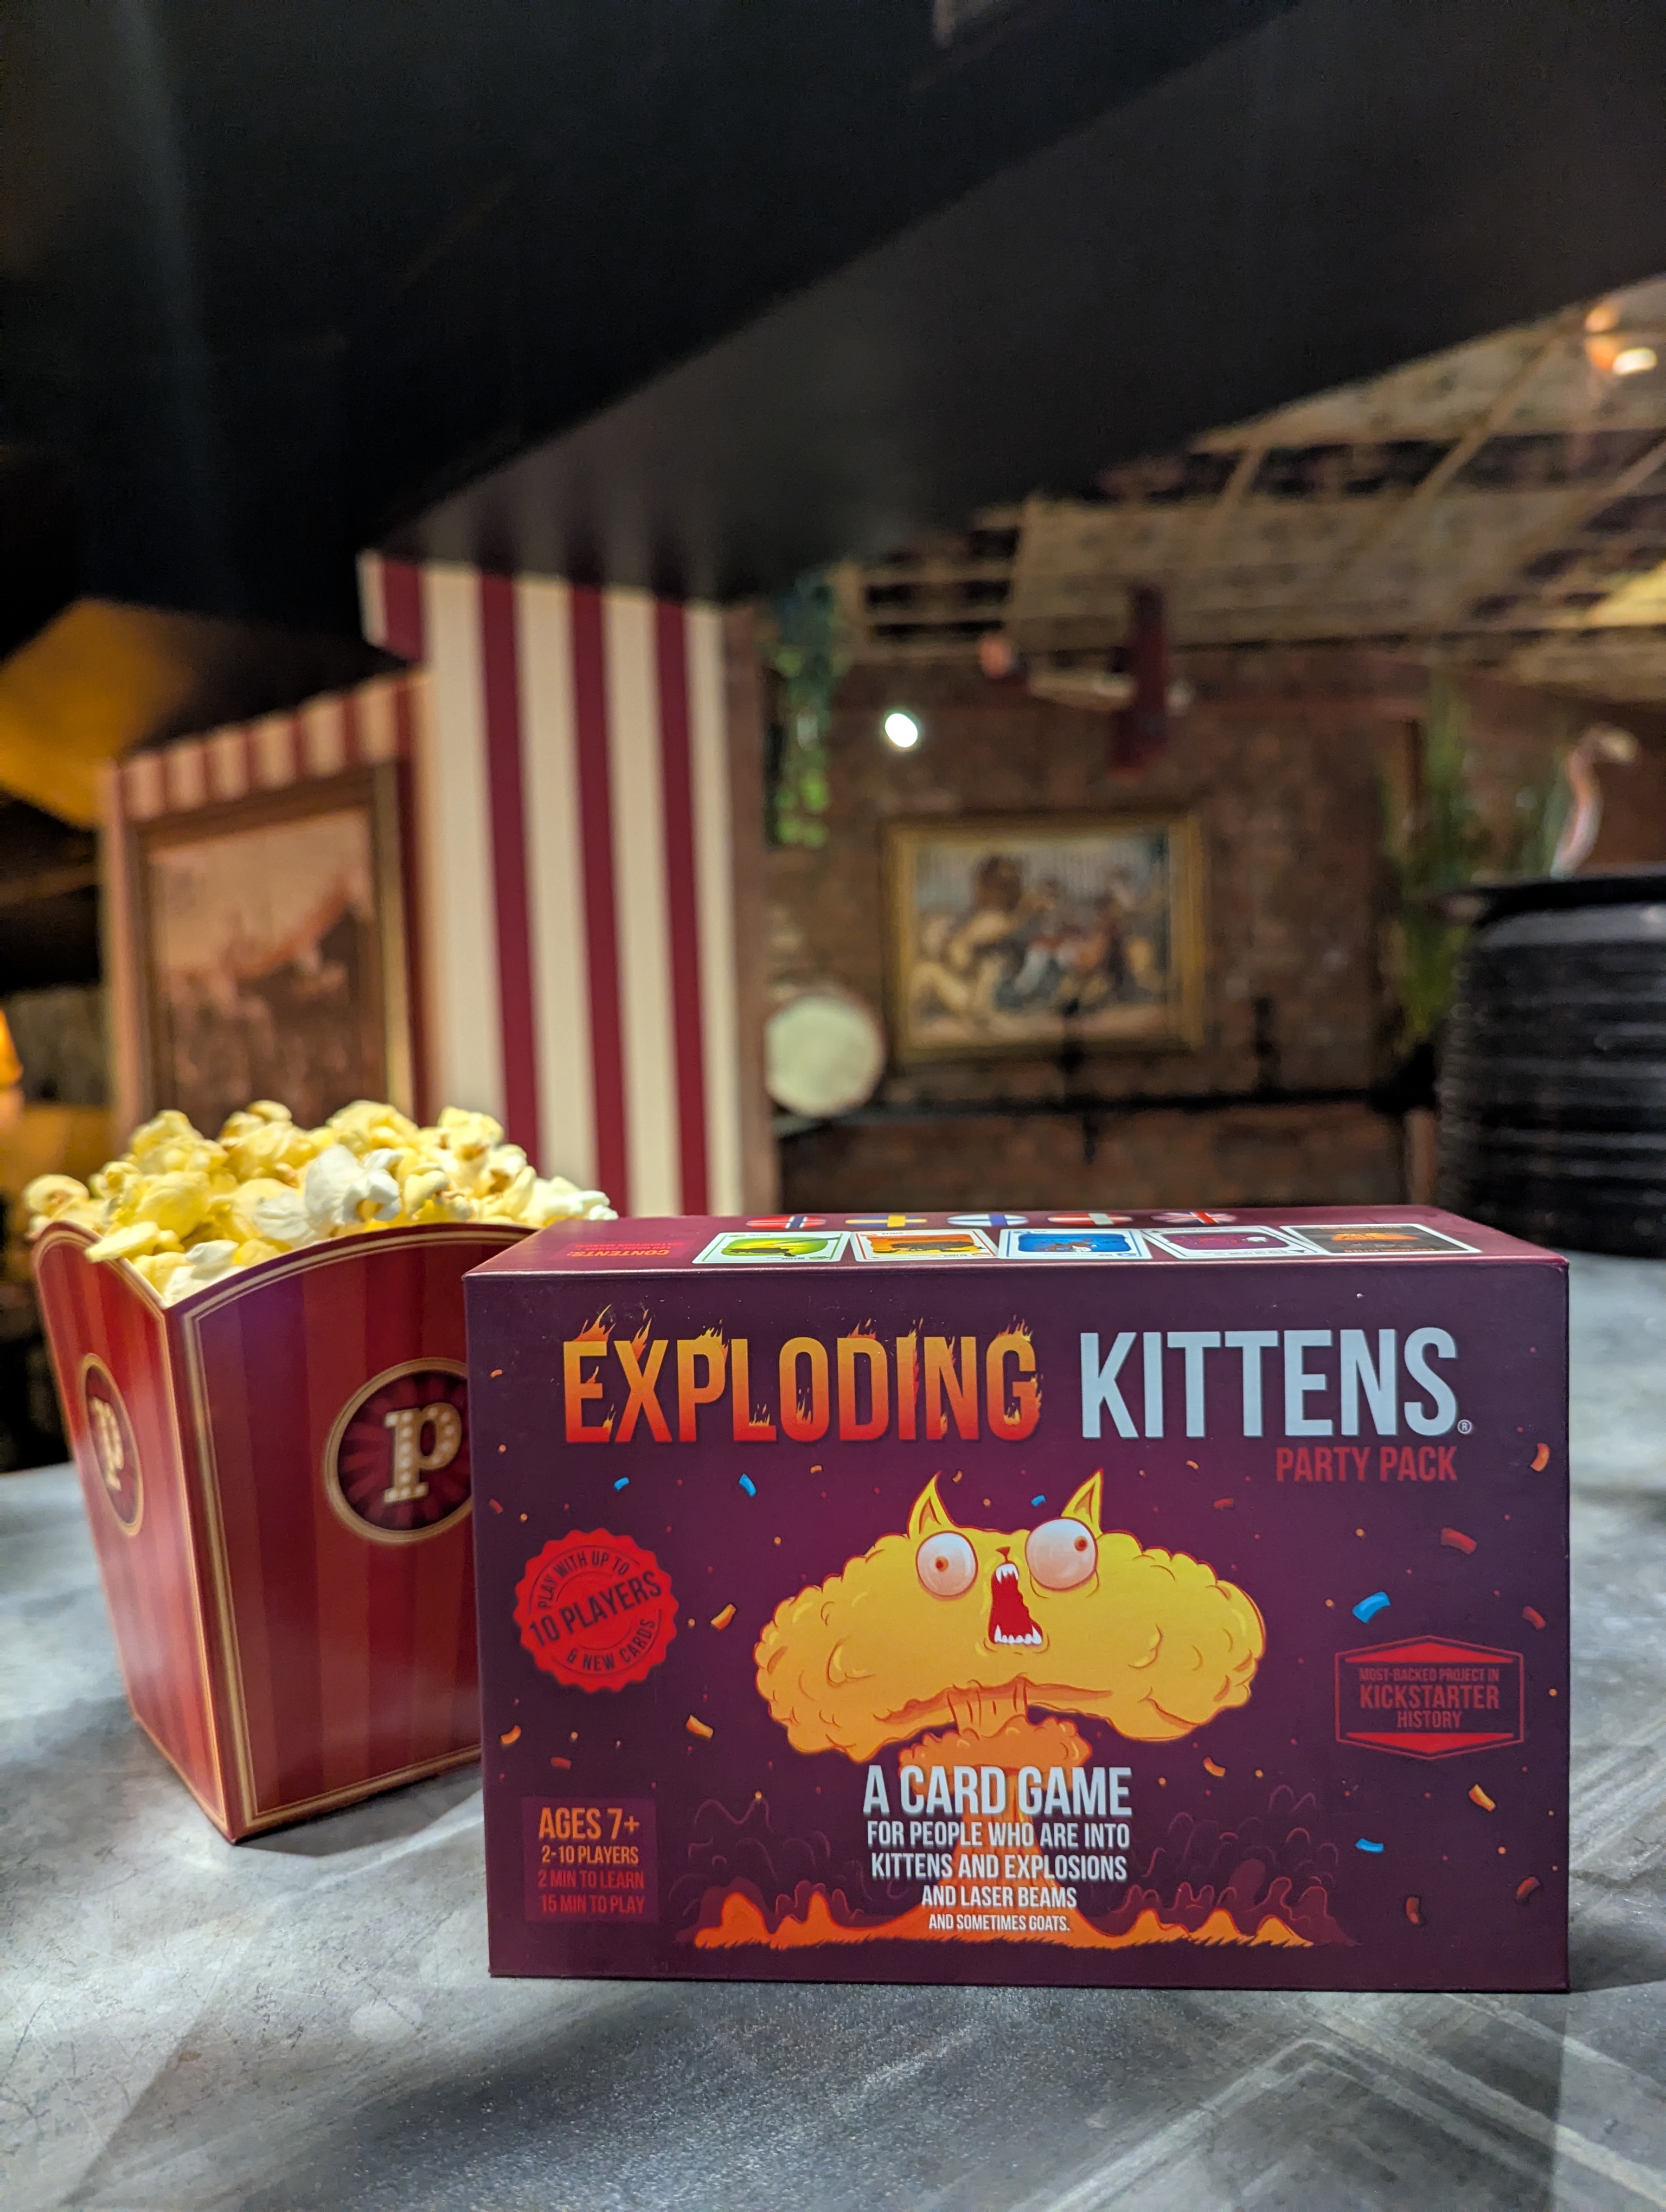 CONTENTS:
EXPLODING KITTENS®
PARTY PACK
p
p
PLAY WITH UP TO
10 PLAYERS
& NEW CARDS
MOST-BACKED PROJECT IN
KICKSTARTER
HISTORY
A CARD GAME
FOR PEOPLE WHO ARE INTO
KITTENS AND EXPLOSIONS
AND LASER BEAMS
AND SOMETIMES GOATS.
AGES 7+
2-10 PLAYERS
2 MIN TO LEARN
15 MIN TO PLAY